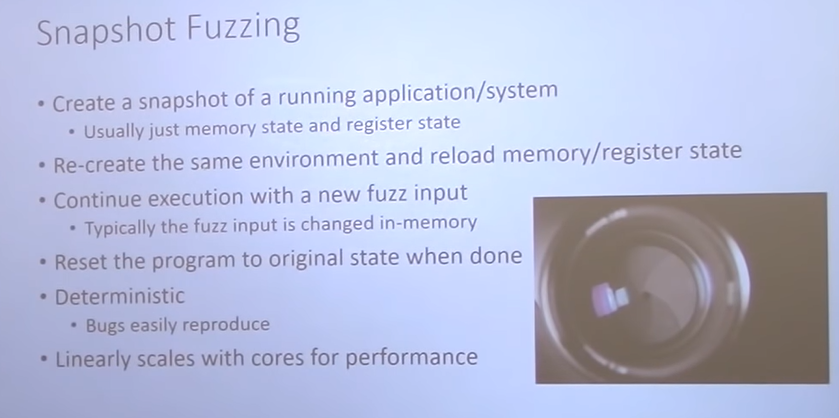 Snapshot Fuzzing
• Create a snapshot of a running application/system
• Usually just memory state and register state
• Re-create the same environment and reload memory/register state
• Continue execution with a new fuzz input
• Typically the fuzz input is changed in-memory
• Reset the program to original state when done
• Deterministic
• Bugs easily reproduce
• Linearly scales with cores for performance